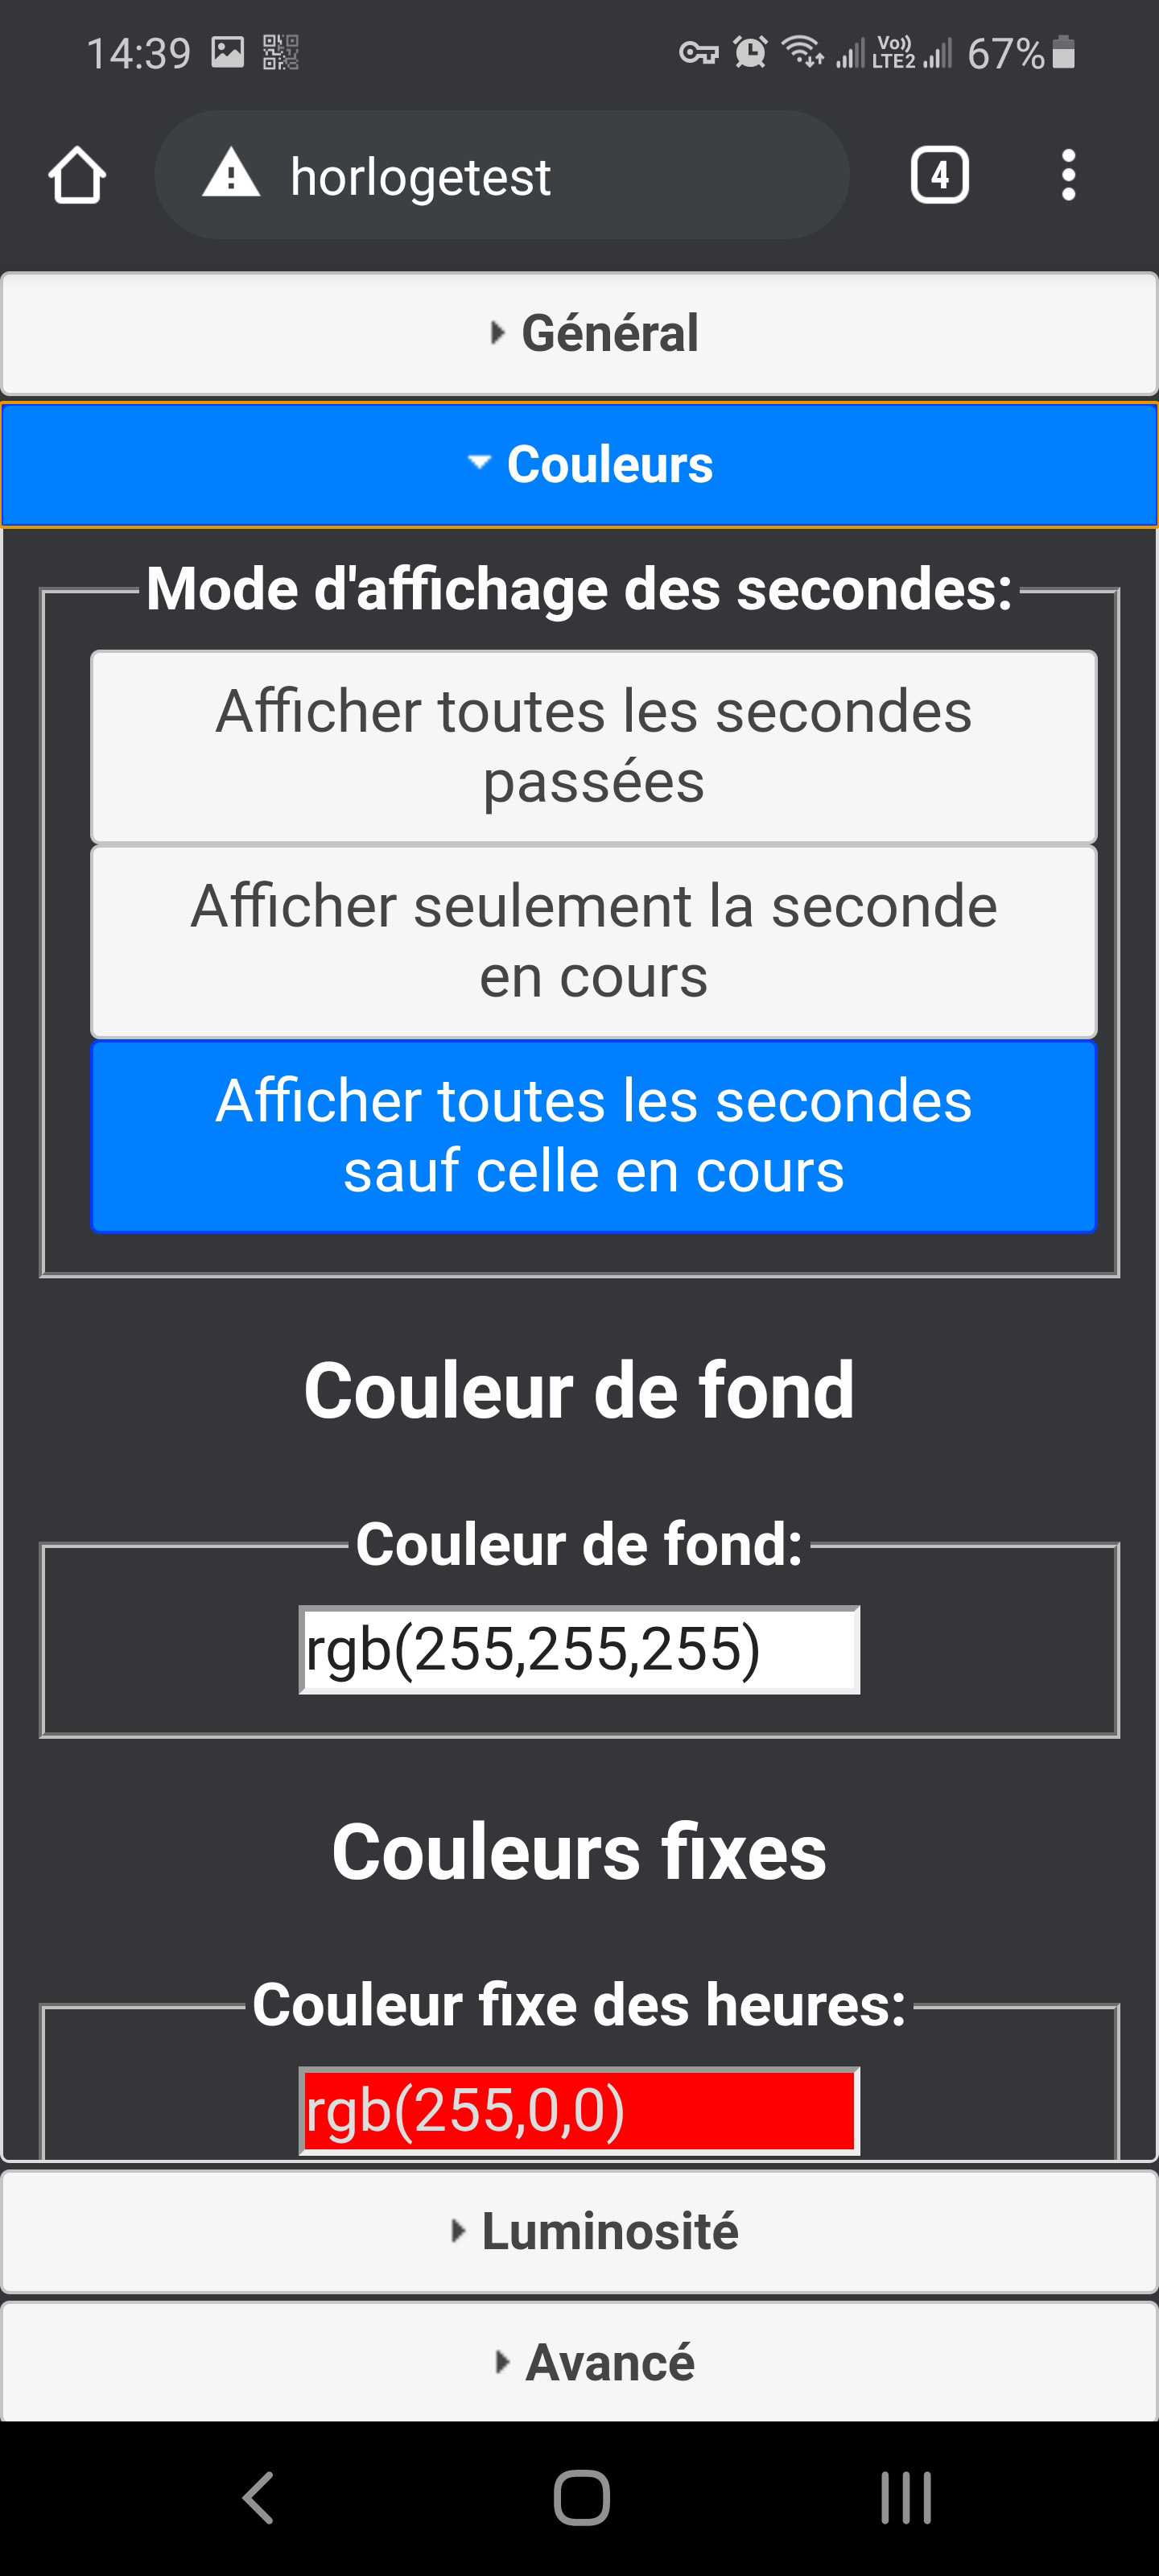 14:39
Vo)) LTE2 67%
horlogetest
4
Général
Couleurs
Mode d'affichage des secondes:
Afficher toutes les secondes
passées
Afficher seulement la seconde
en cours
Afficher toutes les secondes
sauf celle en cours
Couleur de fond
Couleur de fond:
rgb(255,255,255)
Couleurs fixes
Couleur fixe des heures:
rgb(255,0,0)
Luminosité
Avancé